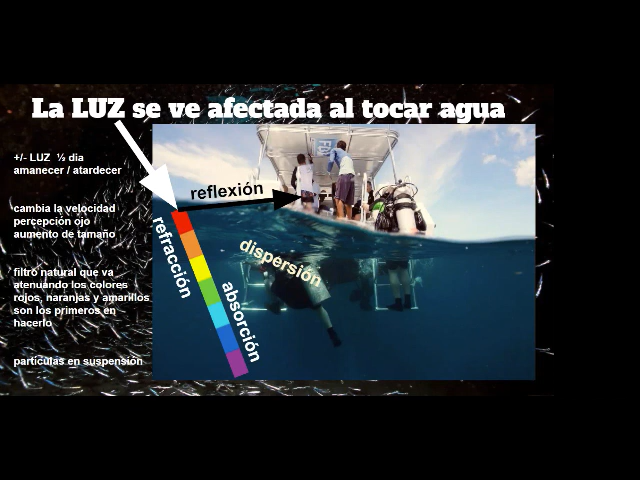 La LUZ se ve afectada al tocar agua
+/- LUZ ½ dia
amanecer / atardecer
cambia la velocidad
percepción ojo
aumento de tamaño
filtro natural que va
atenuando los colores
rojos, naranjas y amarillos
son los primeros en
hacerlo
partículas en suspensión
reflexión
refracción
dispersión
absorción